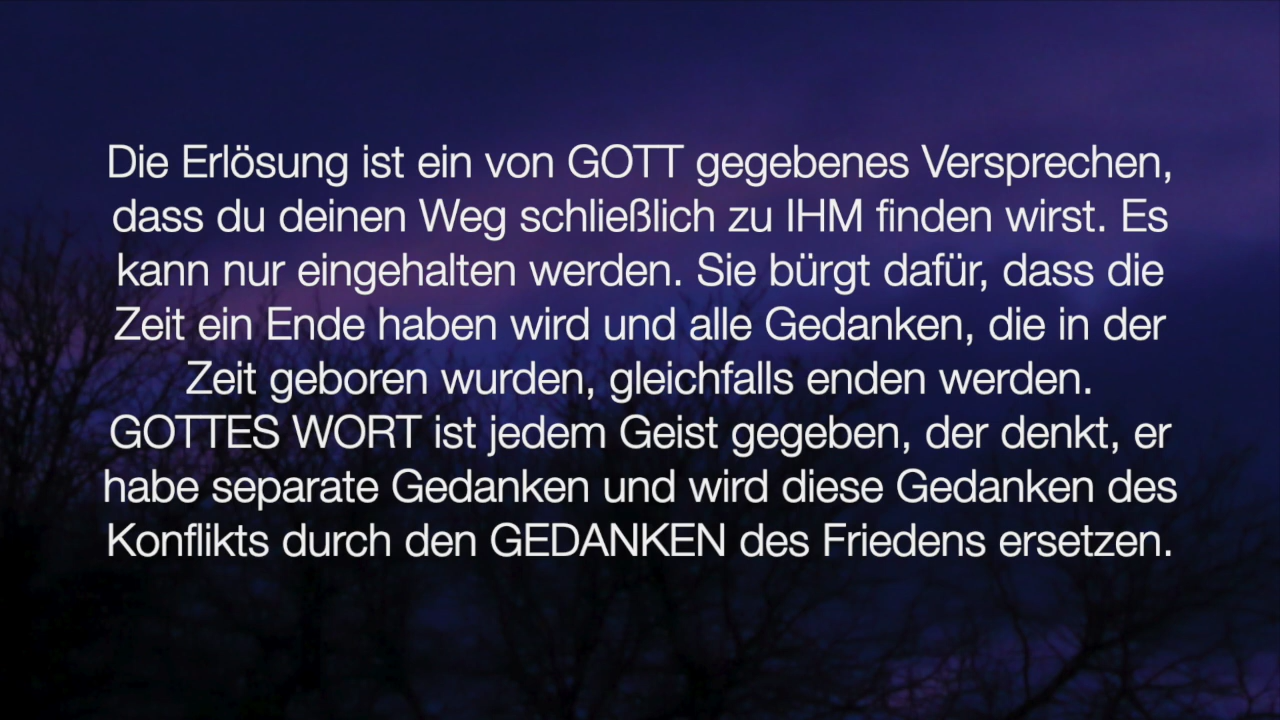 Die Erlösung ist ein von GOTT gegebenes Versprechen,
dass du deinen Weg schließlich zu IHM finden wirst. Es
kann nur eingehalten werden. Sie bürgt dafür, dass die
Zeit ein Ende haben wird und alle Gedanken, die in der
Zeit geboren wurden, gleichfalls enden werden.
GOTTES WORT ist jedem Geist gegeben, der denkt, er
habe separate Gedanken und wird diese Gedanken des
Konflikts durch den GEDANKEN des Friedens ersetzen.